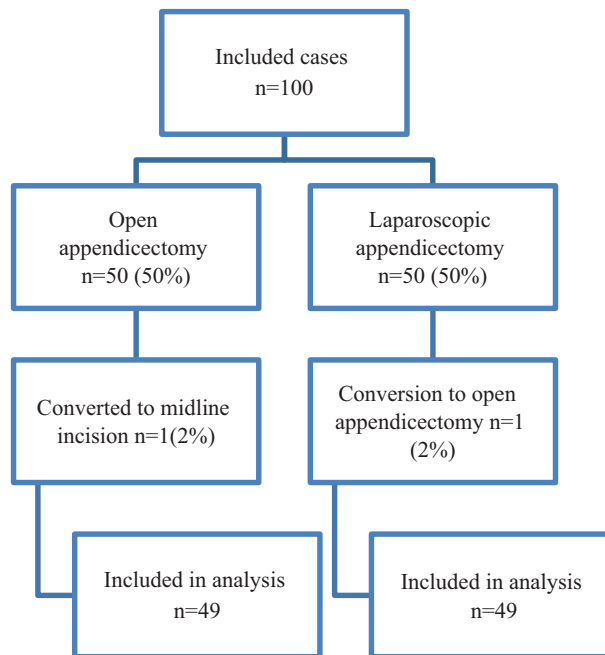 Included cases
n=100
Open
appendicectomy
n=50 (50%)
Laparoscopic
appendicectomy
n=50 (50%)
Converted to midline
incision n=1(2%)
Conversion to open
appendicectomy n=1
(2%)
Included in analysis
n=49
Included in analysis
n=49